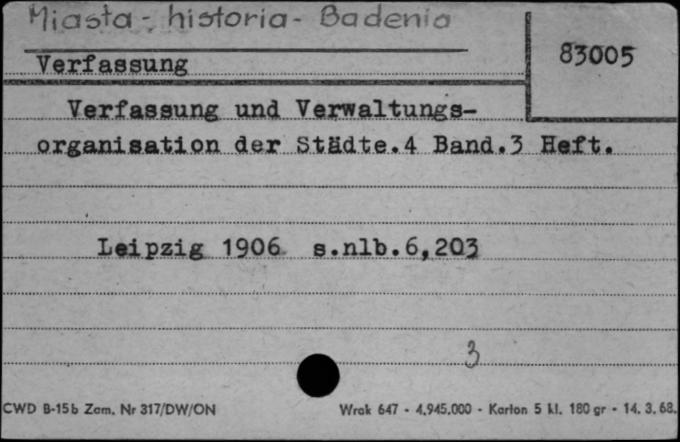 Miasta - historia - Badenia
83005
Verfassung
Verfassung und Verwaltungs-
organisation der Städte.4 Band.3 Heft.
Leipzig 1906 s.nlb.6,203
3
CWD B-15b Zam. Nr 317/DW/ON Wrak 647 - 4.945.000 - Karton 5 kl. 180 gr - 14. 3. 68.